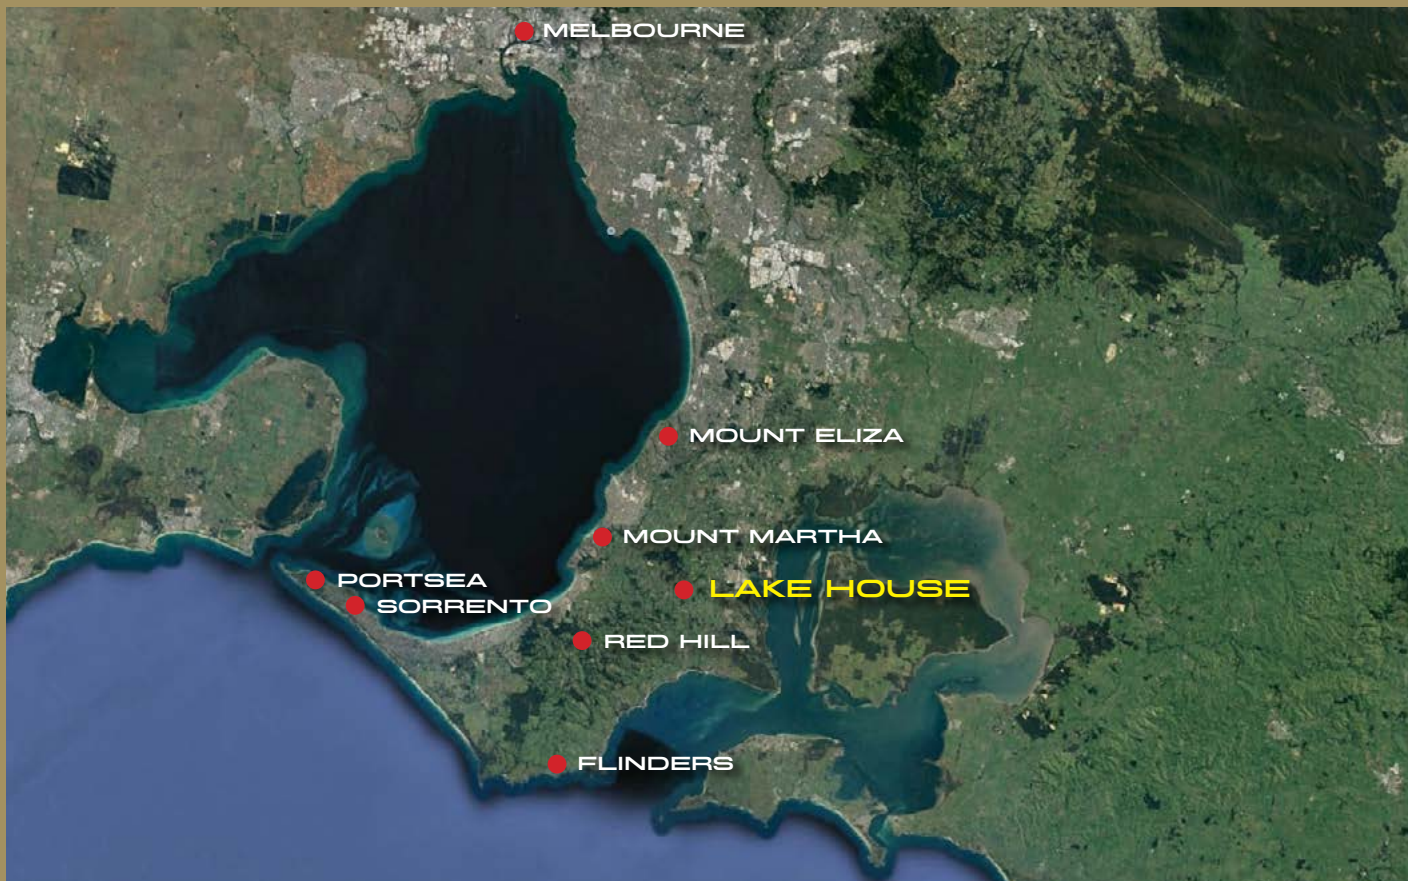 MELBOURNE
MOUNT ELIZA
MOUNT MARTHA
PORTSEA
LAKE HOUSE
SORRENTO
RED HILL
FLINDERS